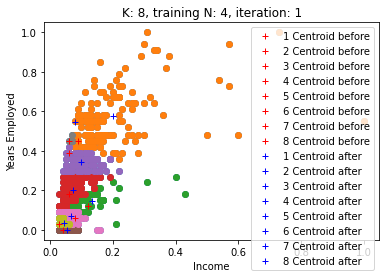 K: 8, training N: 4, iteration: 1
Years Employed
1.0
0.8
0.6
0.4
0.2
0.0
0.0
0.2
0.4
0.6
0.8
1.0
Income
1 Centroid before
2 Centroid before
3 Centroid before
4 Centroid before
5 Centroid before
6 Centroid before
7 Centroid before
8 Centroid before
1 Centroid after
2 Centroid after
3 Centroid after
4 Centroid after
5 Centroid after
6 Centroid after
7 Centroid after
8 Centroid after